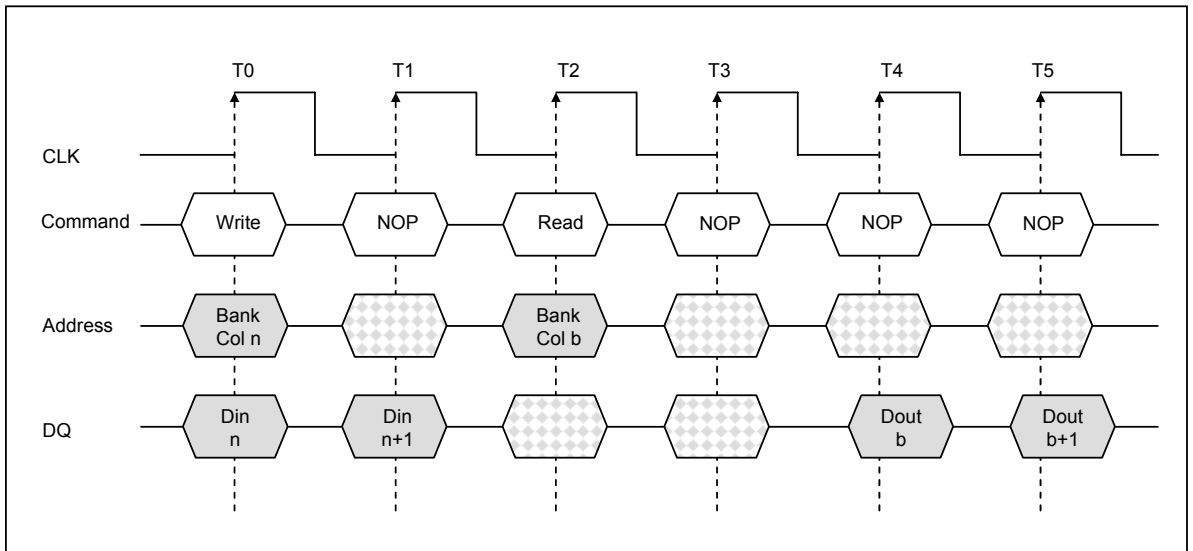 T0 T1 T2 T3 T4 T5
CLK
Command Write NOP Read NOP NOP NOP
Address Bank Col n Bank Col b
DQ Din n Din n+1 Dout b Dout b+1